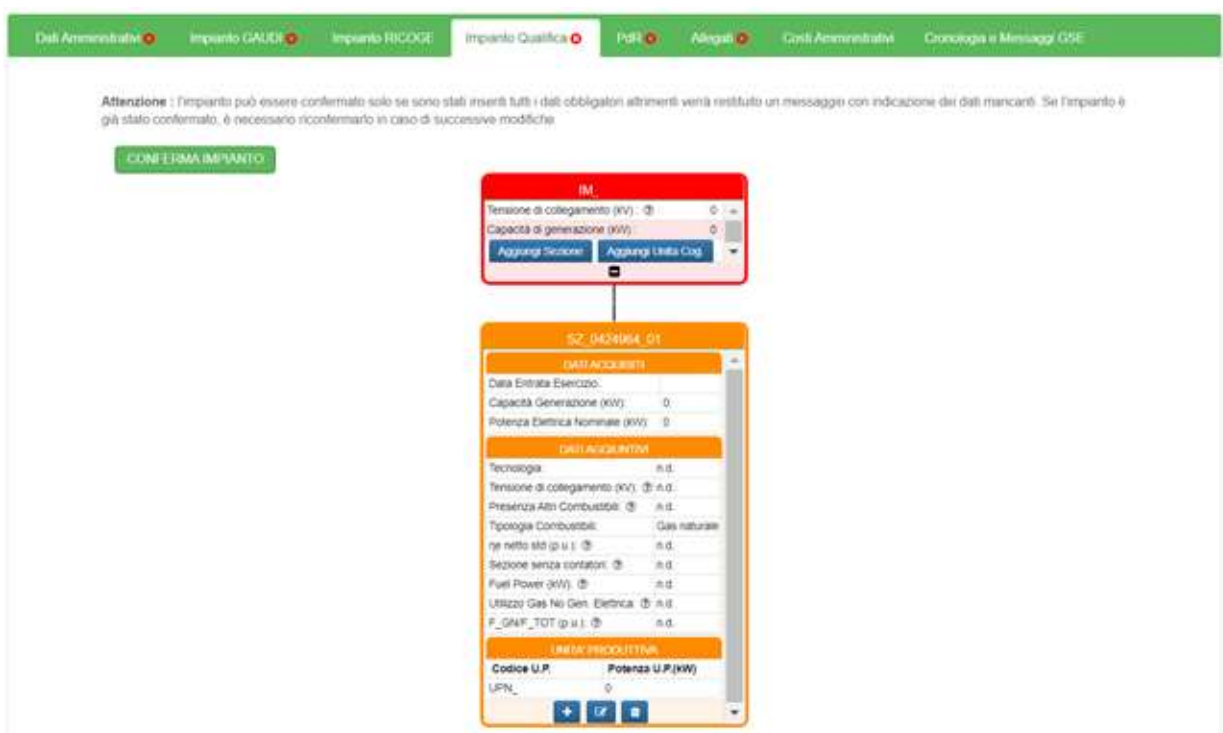 Dati Amministrativi Impianto GAUDI Impianto RICOGE Impianto Qualifica PdR Allegati Costi Amministrativi Cronologia e Messaggi GSE
Attenzione : l'impianto può essere confermato solo se sono stati inseriti tutti i dati obbligatori altrimenti verrà restituito un messaggio con indicazione dei dati mancanti. Se l'impianto è
già stato confermato, è necessario riconfermarlo in caso di successive modifiche
CONFERMA IMPIANTO
IM_
Tensione di collegamento (kV) : 0
Capacità di generazione (kW) : 0
Aggiungi Sezione Aggiungi Unita Cog.
SZ_0424964_01
DATI ACQUISITI
Data Entrata Esercizio:
Capacità Generazione (kW): 0
Potenza Elettrica Nominale (kW): 0
DATI AGGIUNTIVI
Tecnologia: n.d.
Tensione di collegamento (kV): n.d.
Presenza Altri Combustibili: n.d.
Tipologia Combustibili: Gas naturale
ηe netto std (p.u.): n.d.
Sezione senza contatori: n.d.
Fuel Power (kW): n.d.
Utilizzo Gas No Gen. Elettrica: n.d.
F_GN/F_TOT (p.u.): n.d.
UNITA' PRODUTTIVA
Codice U.P. Potenza U.P.(kW)
UPN_ 0